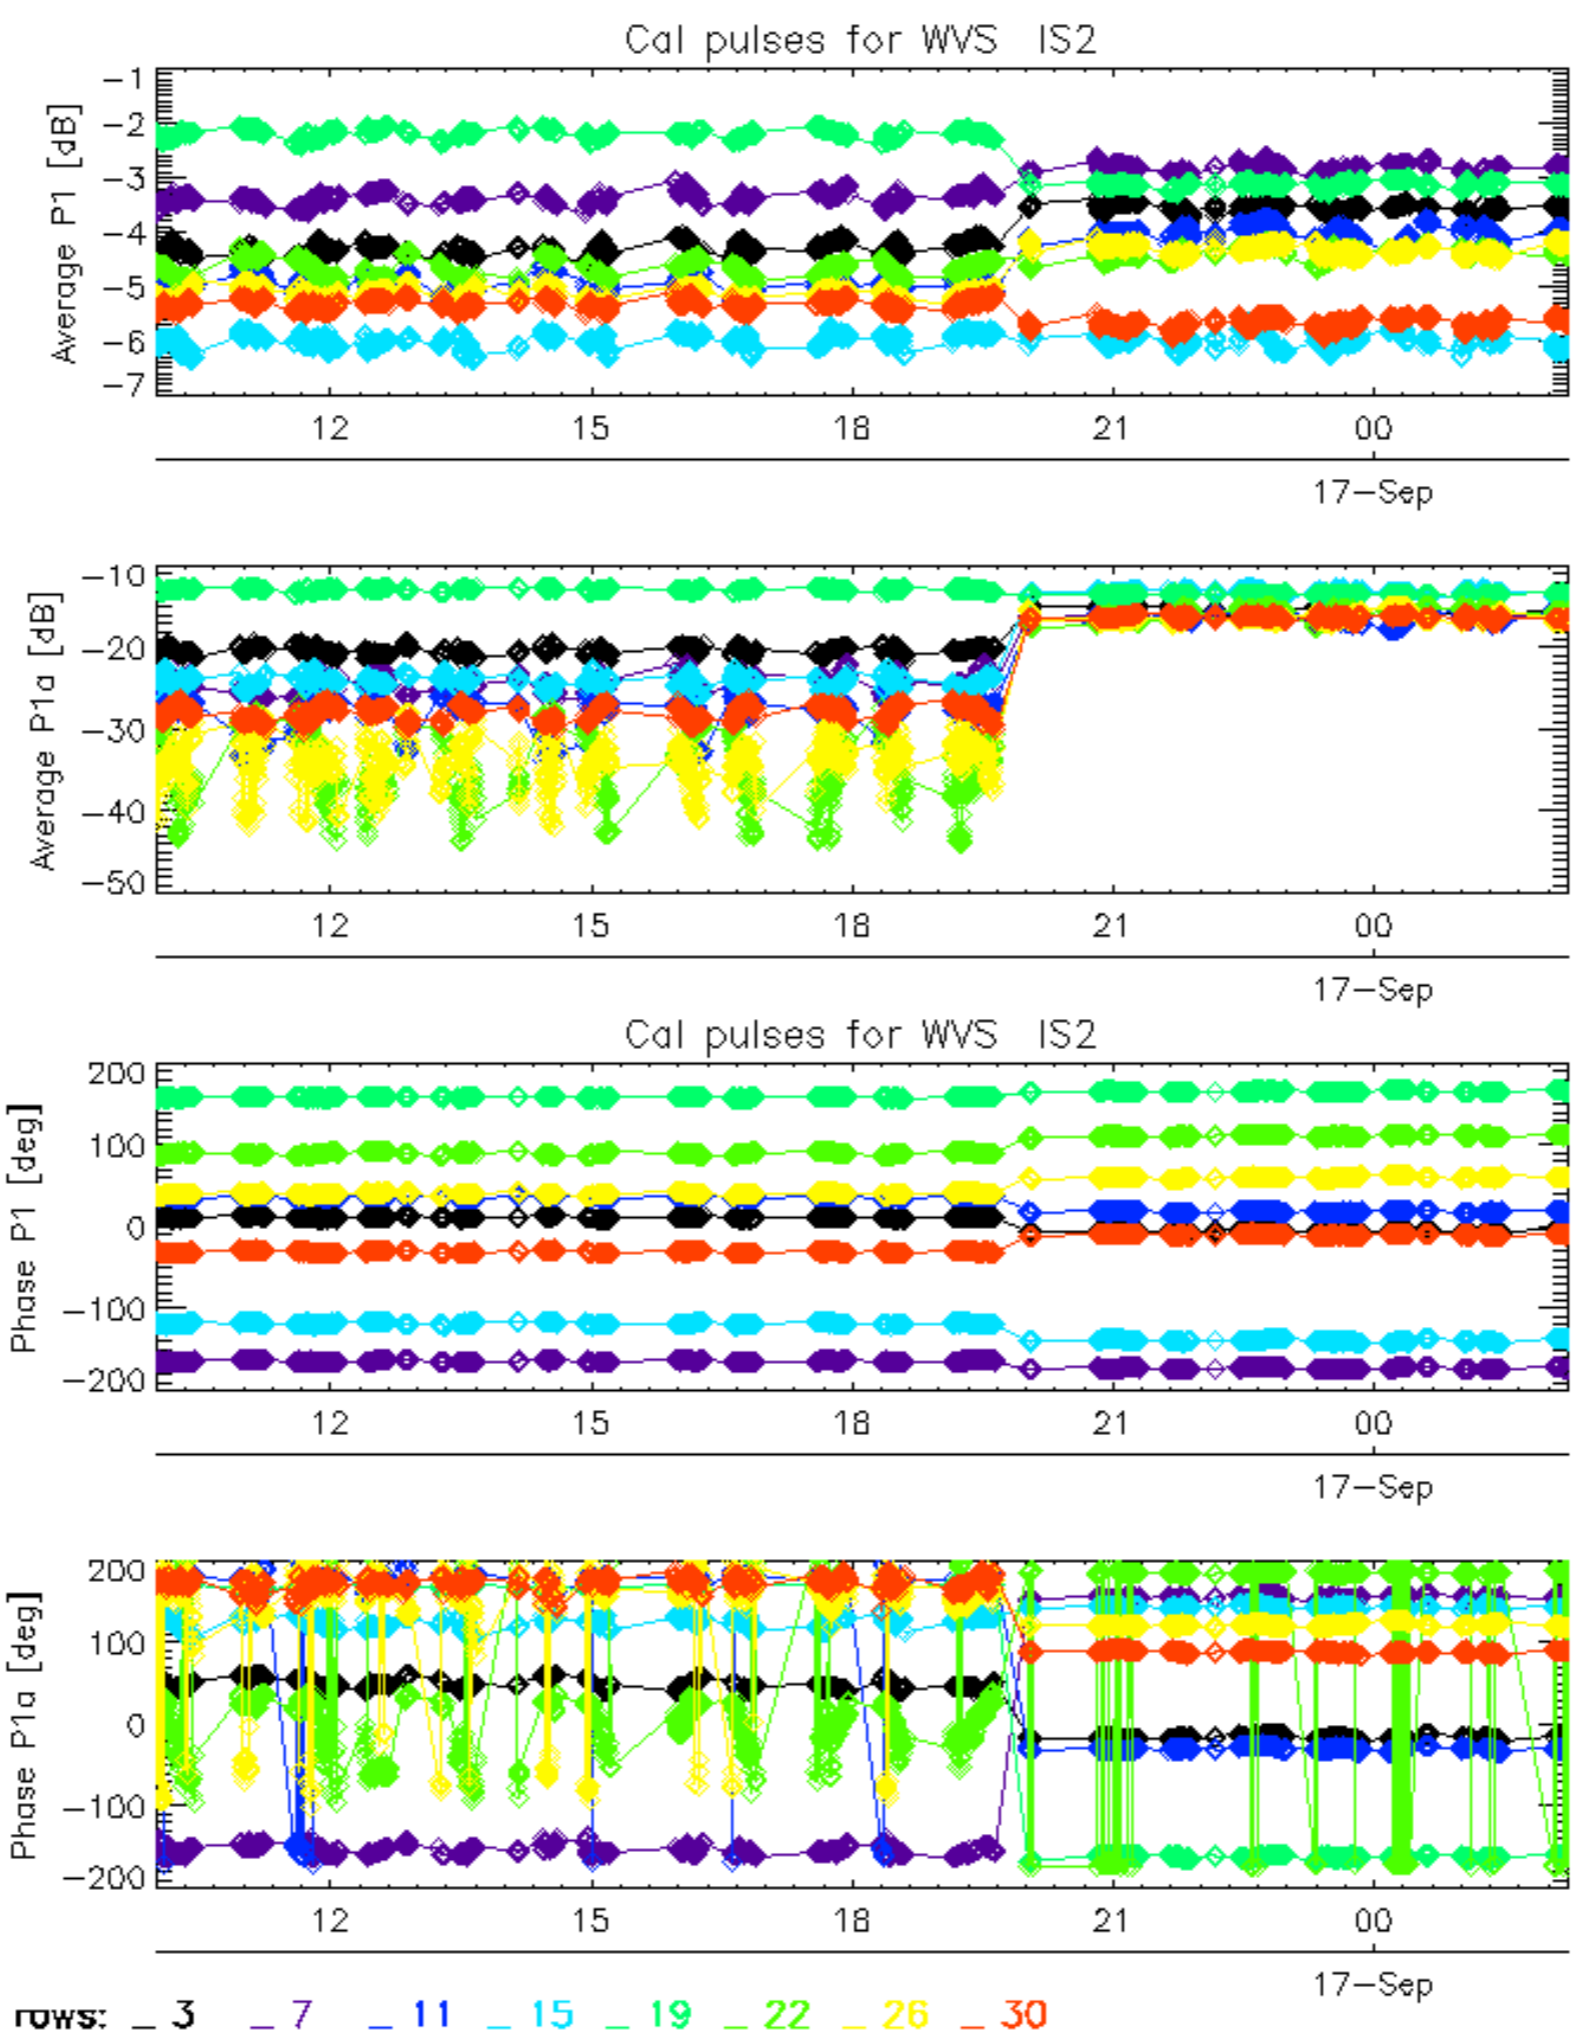 Cal pulses for WVS IS2
Average P1 [dB]
-1
-2
-3
-4
-5
-6
-7
12 15 18 21 00
17-Sep
Average P1a [dB]
-10
-20
-30
-40
-50
12 15 18 21 00
17-Sep
Cal pulses for WVS IS2
Phase P1 [deg]
200
100
0
-100
-200
12 15 18 21 00
17-Sep
Phase P1a [deg]
200
100
0
-100
-200
12 15 18 21 00
17-Sep
rows: _ 3 _ 7 _ 11 _ 15 _ 19 _ 22 _ 26 _ 30